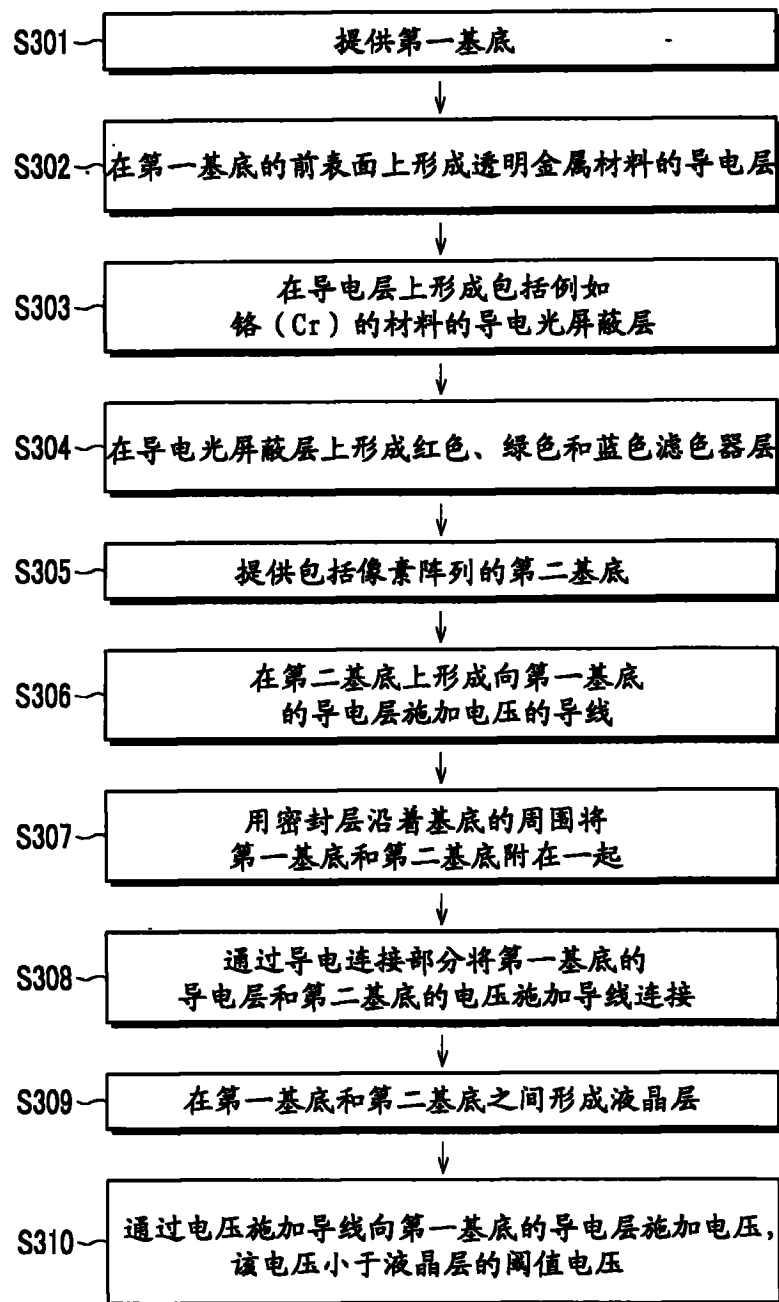 S301 提供第一基底
S302 在第一基底的前表面上形成透明金属材料的导电层
S303 在导电层上形成包括例如
铬（Cr）的材料的导电光屏蔽层
S304 在导电光屏蔽层上形成红色、绿色和蓝色滤色器层
S305 提供包括像素阵列的第二基底
S306 在第二基底上形成向第一基底
的导电层施加电压的导线
S307 用密封层沿着基底的周围将
第一基底和第二基底附在一起
S308 通过导电连接部分将第一基底的
导电层和第二基底的电压施加导线连接
S309 在第一基底和第二基底之间形成液晶层
S310 通过电压施加导线向第一基底的导电层施加电压，
该电压小于液晶层的阈值电压